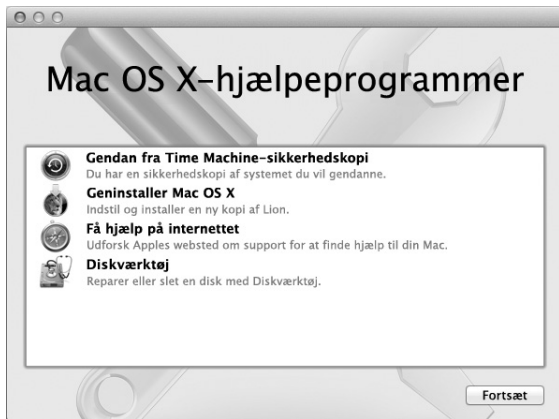 Mac OS X-hjælpeprogrammer
Gendan fra Time Machine-sikkerhedskopi
Du har en sikkerhedskopi af systemet du vil gendanne.
Geninstaller Mac OS X
Indstil og installer en ny kopi af Lion.
Få hjælp på internettet
Udforsk Apples websted om support for at finde hjælp til din Mac.
Diskværktøj
Reparer eller slet en disk med Diskværktøj.
Fortsæt